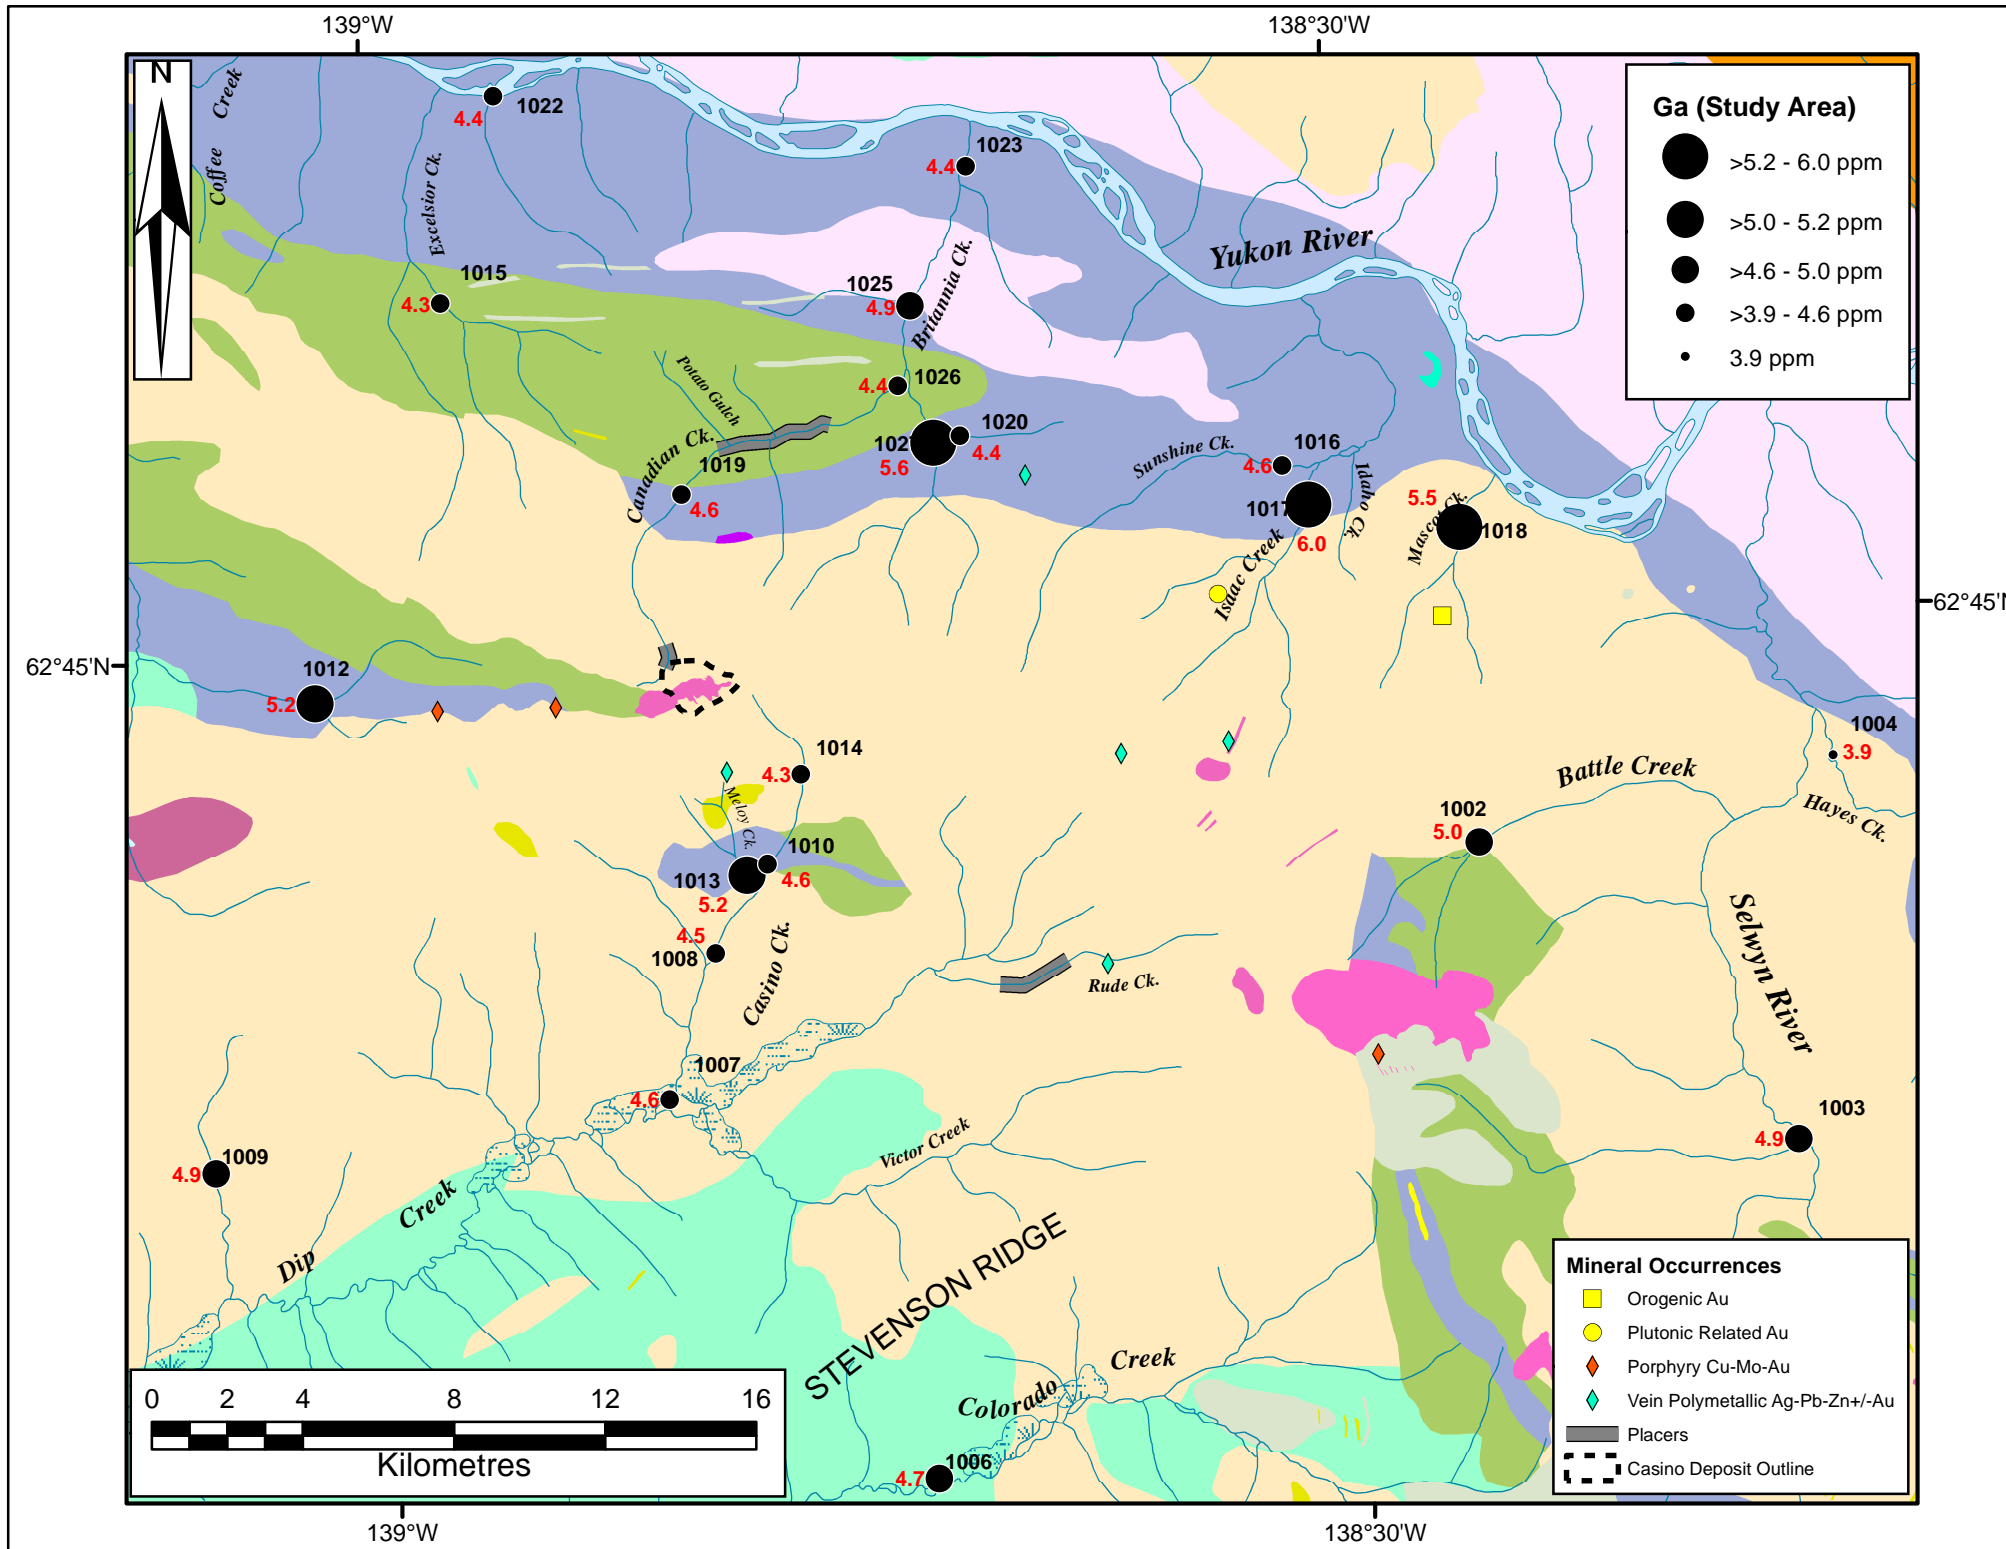 139°W
138°30'W
N
Creek
Coffee
1022
4.4
Excelsior Ck.
1023
4.4
Ga (Study Area)
>5.2 - 6.0 ppm
>5.0 - 5.2 ppm
>4.6 - 5.0 ppm
>3.9 - 4.6 ppm
3.9 ppm
Yukon River
1015
4.3
1025
4.9
Britannia Ck.
Potato Gulch
1026
4.4
Canadian Ck.
1019
4.6
1027
5.6
1020
4.4
Sunshine Ck.
1016
4.6
Idaho Ck.
1017
6.0
Isaac Creek
5.5
Mascot Ck.
1018
62°45'N
62°45'N
1012
5.2
1014
4.3
Meloy Ck.
1010
4.6
1013
5.2
4.5
1008
Casino Ck.
1004
3.9
Battle Creek
Hayes Ck.
1002
5.0
Selwyn River
Rude Ck.
1007
4.6
1003
4.9
1009
4.9
Victor Creek
Dip Creek
STEVENSON RIDGE
Colorado Creek
1006
4.7
0 2 4 8 12 16
Kilometres
Mineral Occurrences
Orogenic Au
Plutonic Related Au
Porphyry Cu-Mo-Au
Vein Polymetallic Ag-Pb-Zn+/-Au
Placers
Casino Deposit Outline
139°W
138°30'W